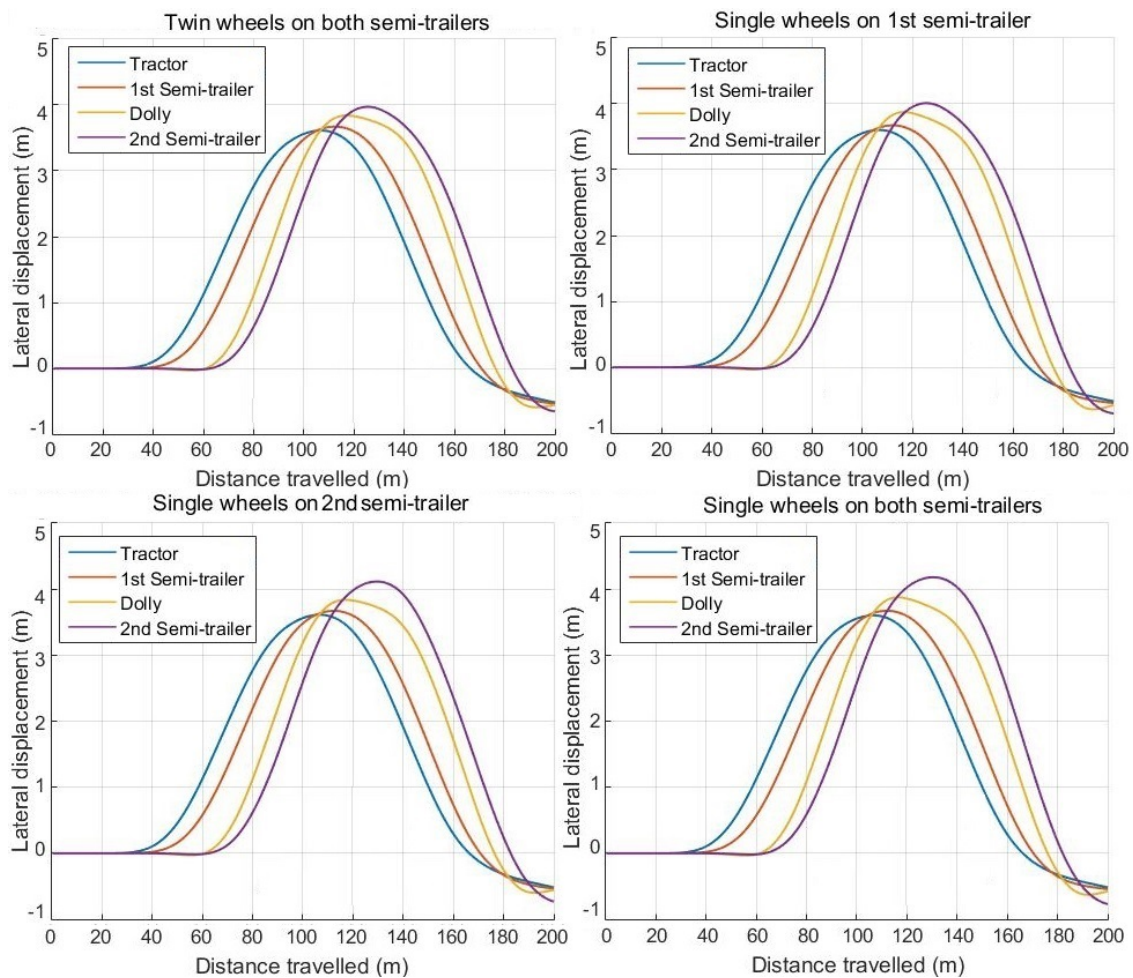 Twin wheels on both semi-trailers
5
4
3
2
1
0
-1
Lateral displacement (m)
Tractor
1st Semi-trailer
Dolly
2nd Semi-trailer
0 20 40 60 80 100 120 140 160 180 200
Distance travelled (m)
Single wheels on 1st semi-trailer
5
4
3
2
1
0
-1
Lateral displacement (m)
Tractor
1st Semi-trailer
Dolly
2nd Semi-trailer
0 20 40 60 80 100 120 140 160 180 200
Distance travelled (m)
Single wheels on 2nd semi-trailer
5
4
3
2
1
0
-1
Lateral displacement (m)
Tractor
1st Semi-trailer
Dolly
2nd Semi-trailer
0 20 40 60 80 100 120 140 160 180 200
Distance travelled (m)
Single wheels on both semi-trailers
5
4
3
2
1
0
-1
Lateral displacement (m)
Tractor
1st Semi-trailer
Dolly
2nd Semi-trailer
0 20 40 60 80 100 120 140 160 180 200
Distance travelled (m)